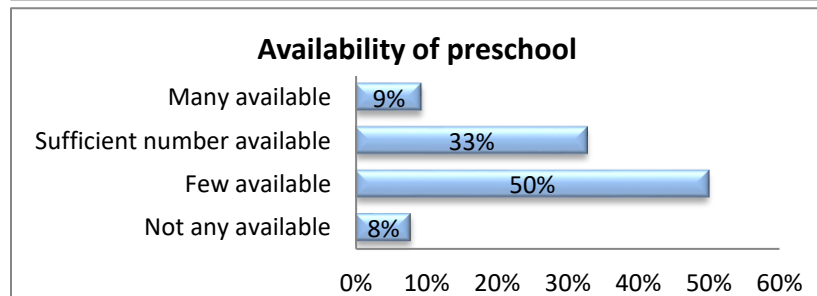 Availability of preschool
Many available 9%
Sufficient number available 33%
Few available 50%
Not any available 8%
0% 10% 20% 30% 40% 50% 60%